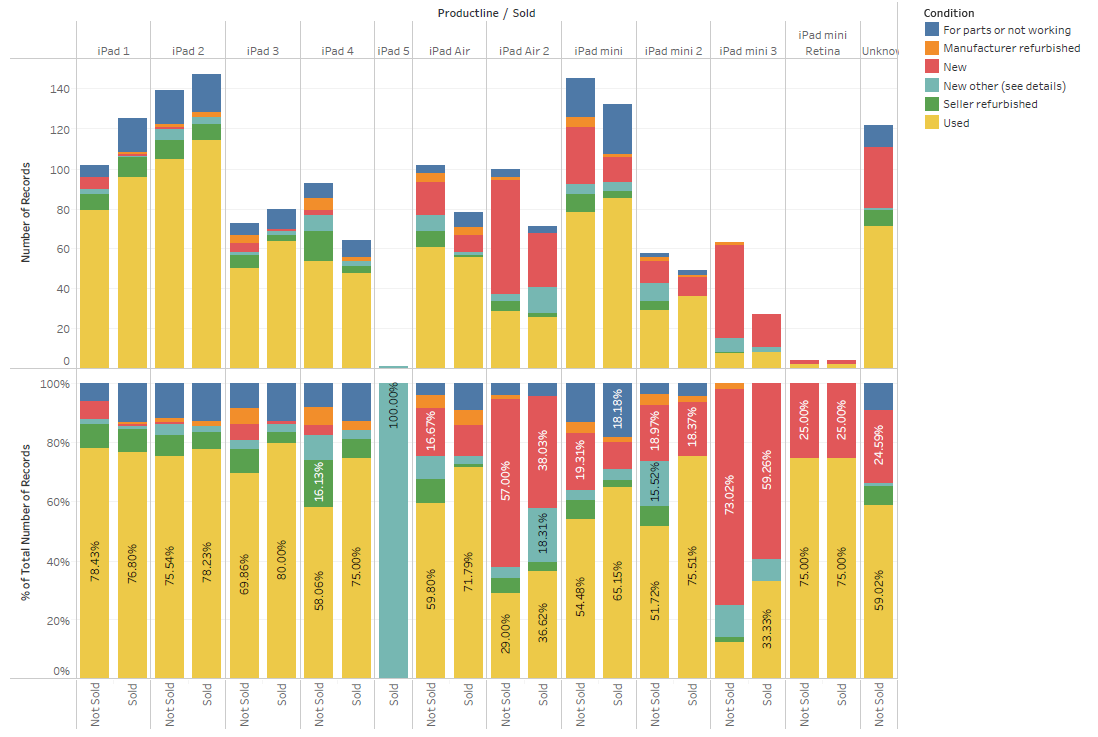 Productline / Sold
iPad 1
iPad 2
iPad 3
iPad 4
iPad 5
iPad Air
iPad Air 2
iPad mini
iPad mini 2
iPad mini 3
iPad mini
Retina
Unknov
Condition
For parts or not working
Manufacturer refurbished
New
New other (see details)
Seller refurbished
Used
Number of Records
140
120
100
80
60
40
20
0
% of Total Number of Records
100%
80%
60%
40%
20%
0%
78.43%
76.80%
75.54%
78.23%
69.86%
80.00%
16.13%
58.06%
75.00%
100.00%
16.67%
59.80%
71.79%
57.00%
29.00%
38.03%
18.31%
36.62%
19.31%
54.48%
18.18%
65.15%
18.97%
15.52%
51.72%
18.37%
75.51%
73.02%
59.26%
33.33%
25.00%
75.00%
25.00%
75.00%
24.59%
59.02%
Not Sold
Sold
Not Sold
Sold
Not Sold
Sold
Not Sold
Sold
Not Sold
Not Sold
Sold
Not Sold
Sold
Not Sold
Sold
Not Sold
Sold
Not Sold
Sold
Not Sold
Sold
Not Sold